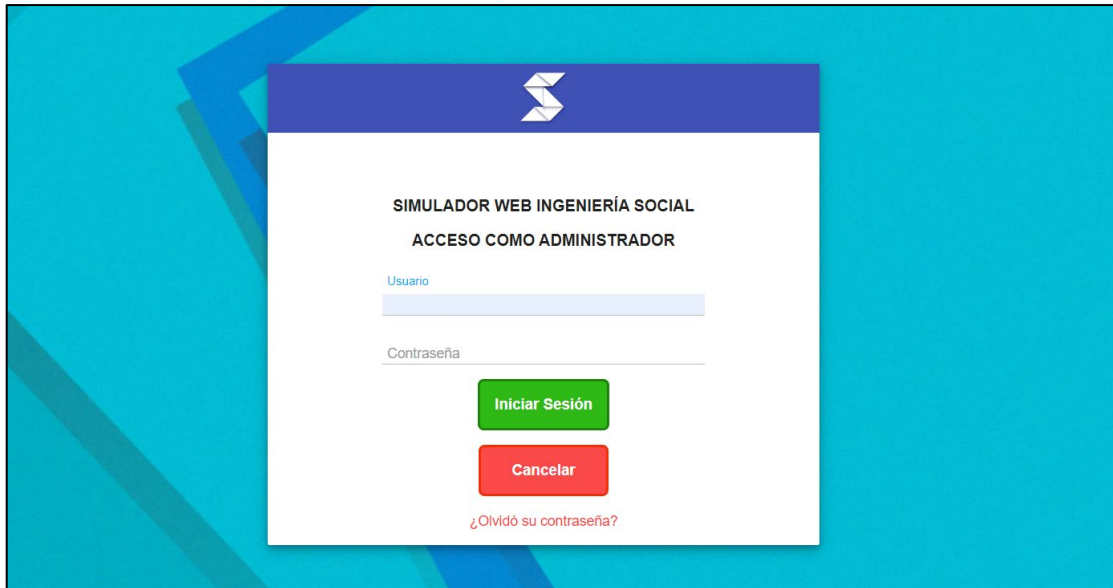 SIMULADOR WEB INGENIERÍA SOCIAL
ACCESO COMO ADMINISTRADOR
Usuario
Contraseña
Iniciar Sesión
Cancelar
¿Olvidó su contraseña?